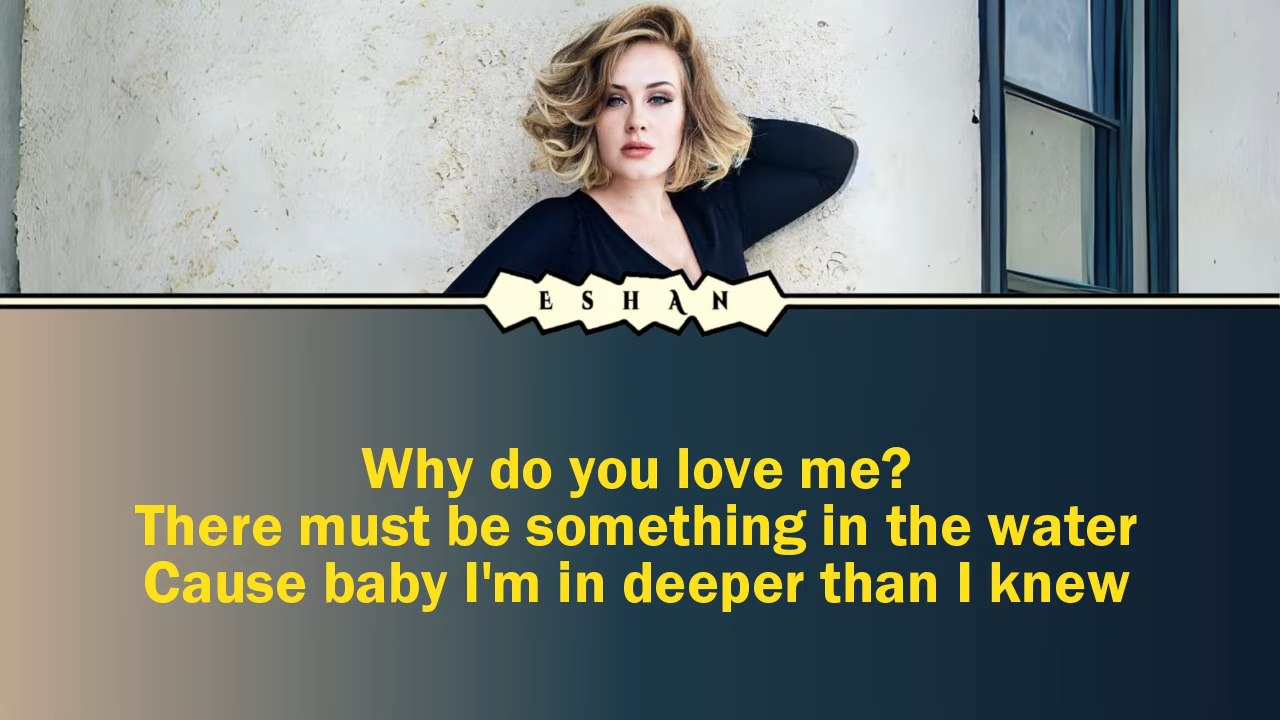 ESHAN
Why do you love me?
There must be something in the water
Cause baby I'm in deeper than I knew